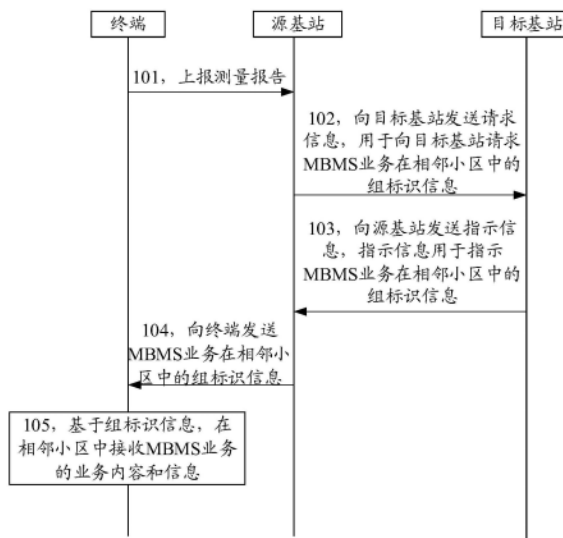 终端
源基站
目标基站
101，上报测量报告
102，向目标基站发送请求
信息，用于向目标基站请求
MBMS业务在相邻小区中的
组标识信息
103，向源基站发送指示信
息，指示信息用于指示
MBMS业务在相邻小区中的
组标识信息
104，向终端发送
MBMS业务在相邻小
区中的组标识信息
105，基于组标识信息，在
相邻小区中接收MBMS业务
的业务内容和信息